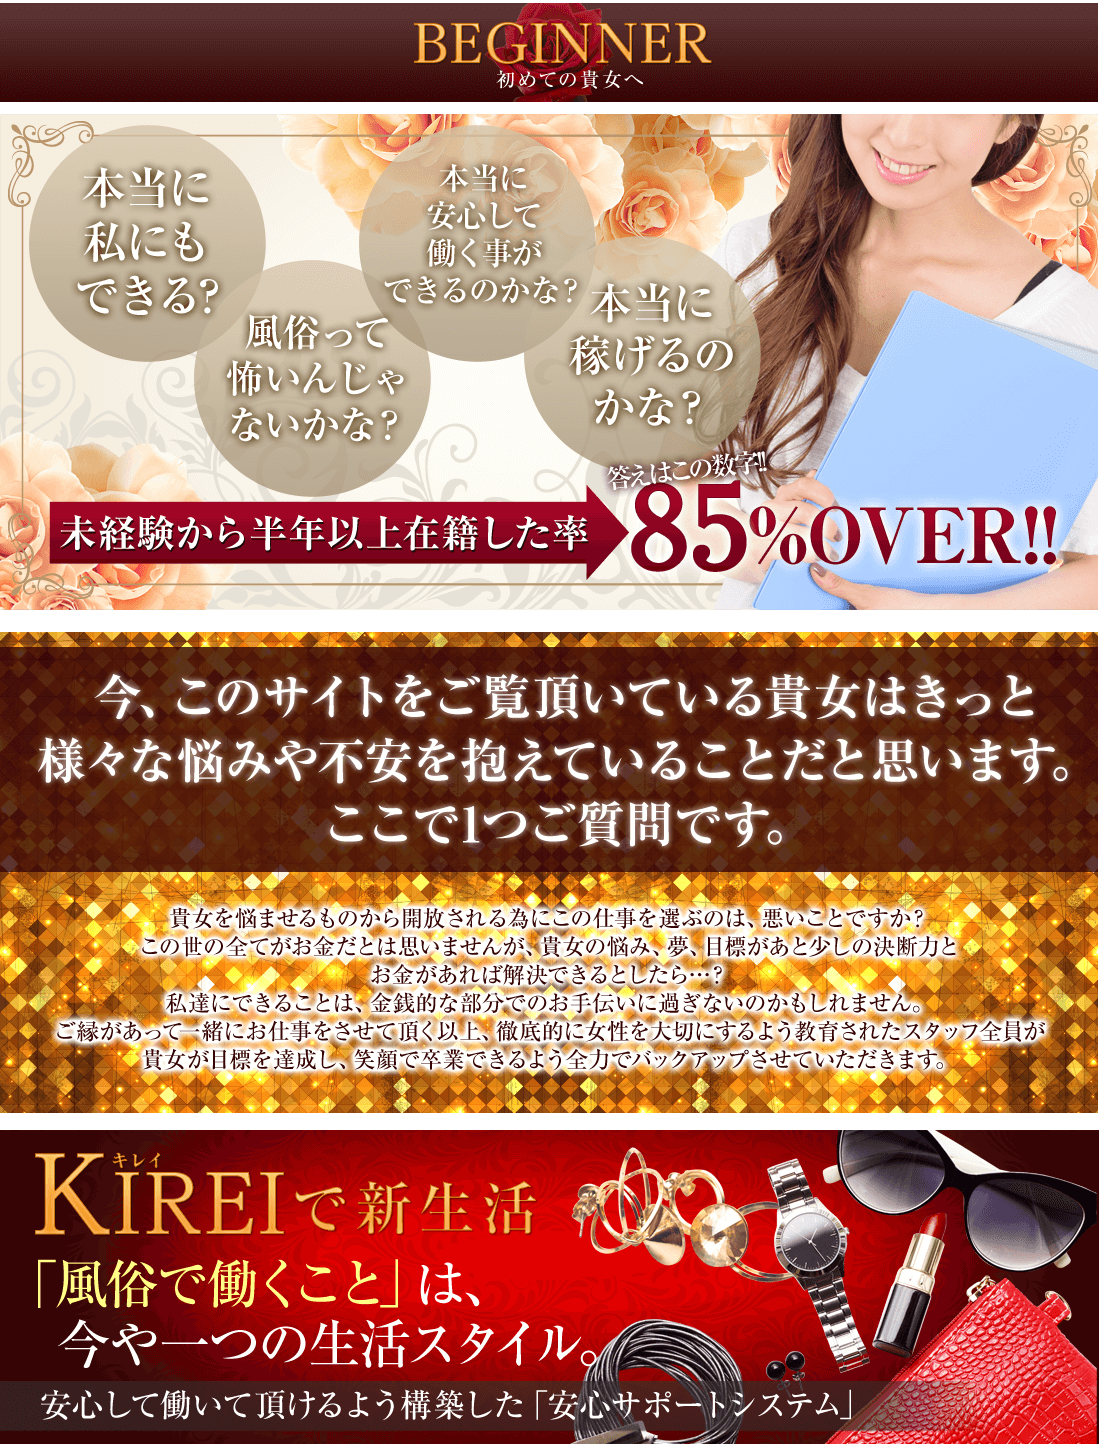 BEGINNER
初めての貴女へ
本当に
私にも
できる?
本当に
安心して
働く事が
できるのかな?
風俗って
怖いんじゃ
ないかな?
本当に
稼げるの
かな?
答えはこの数字!!
未経験から半年以上在籍した率
85%OVER!!
今、このサイトをご覧頂いている貴女はきっと
様々な悩みや不安を抱えていることだと思います。
ここで1つご質問です。
貴女を悩ませるものから開放される為にこの仕事を選ぶのは、悪いことですか?
この世の全てがお金だとは思いませんが、貴女の悩み、夢、目標があと少しの決断力と
お金があれば解決できるとしたら…?
私達にできることは、金銭的な部分でのお手伝いに過ぎないのかもしれません。
ご縁があって一緒にお仕事をさせて頂く以上、徹底的に女性を大切にするよう教育されたスタッフ全員が
貴女が目標を達成し、笑顔で卒業できるよう全力でバックアップさせていただきます。
キレイ
KIREIで新生活
「風俗で働くこと」は、
今や一つの生活スタイル。
安心して働いて頂けるよう構築した「安心サポートシステム」